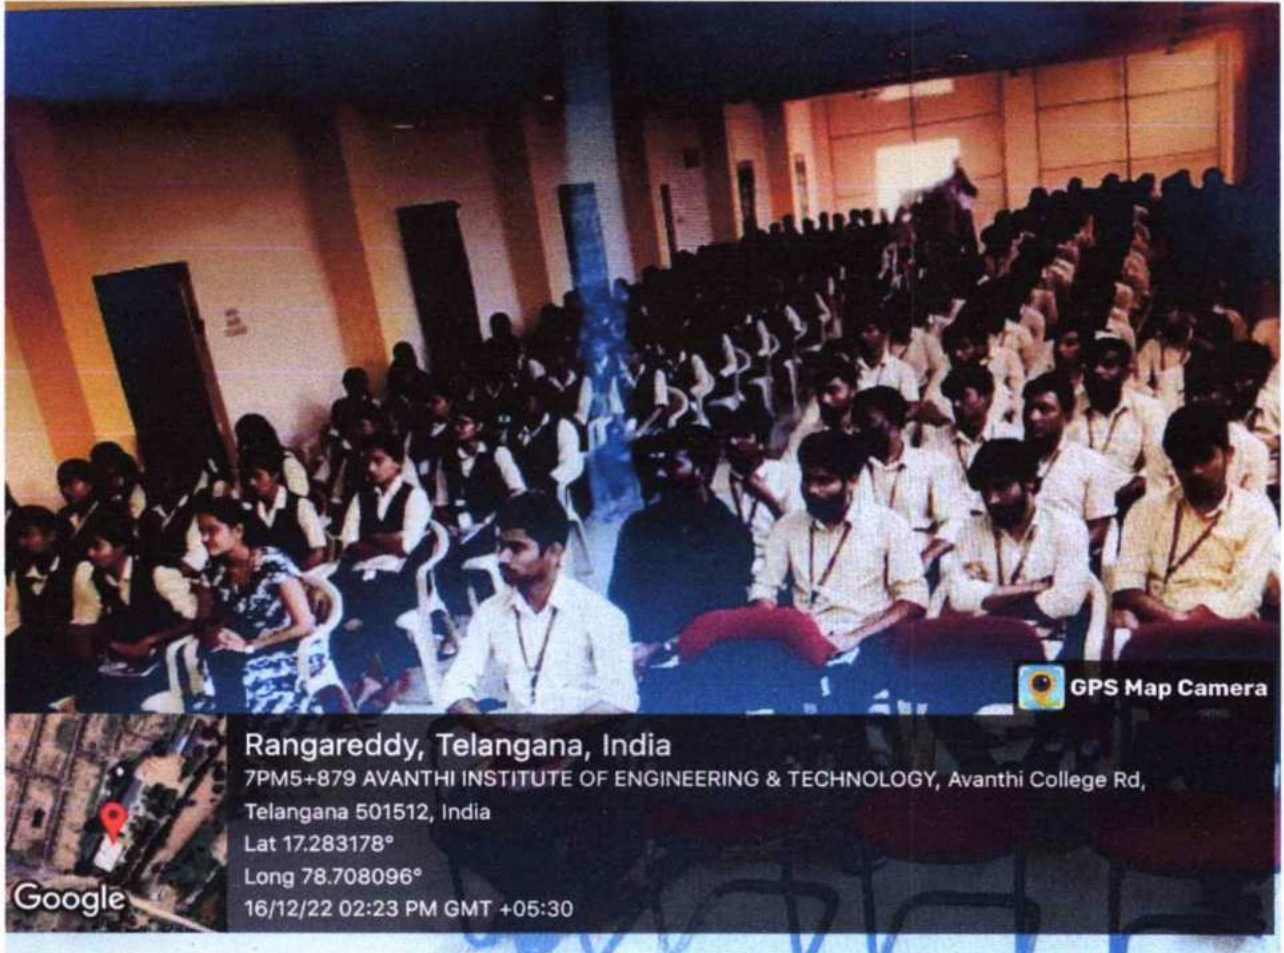 GPS Map Camera
Rangareddy, Telangana, India
7PM5+879 AVANTHI INSTITUTE OF ENGINEERING & TECHNOLOGY, Avanthi College Rd,
Telangana 501512, India
Lat 17.283178°
Long 78.708096°
16/12/22 02:23 PM GMT +05:30
Google